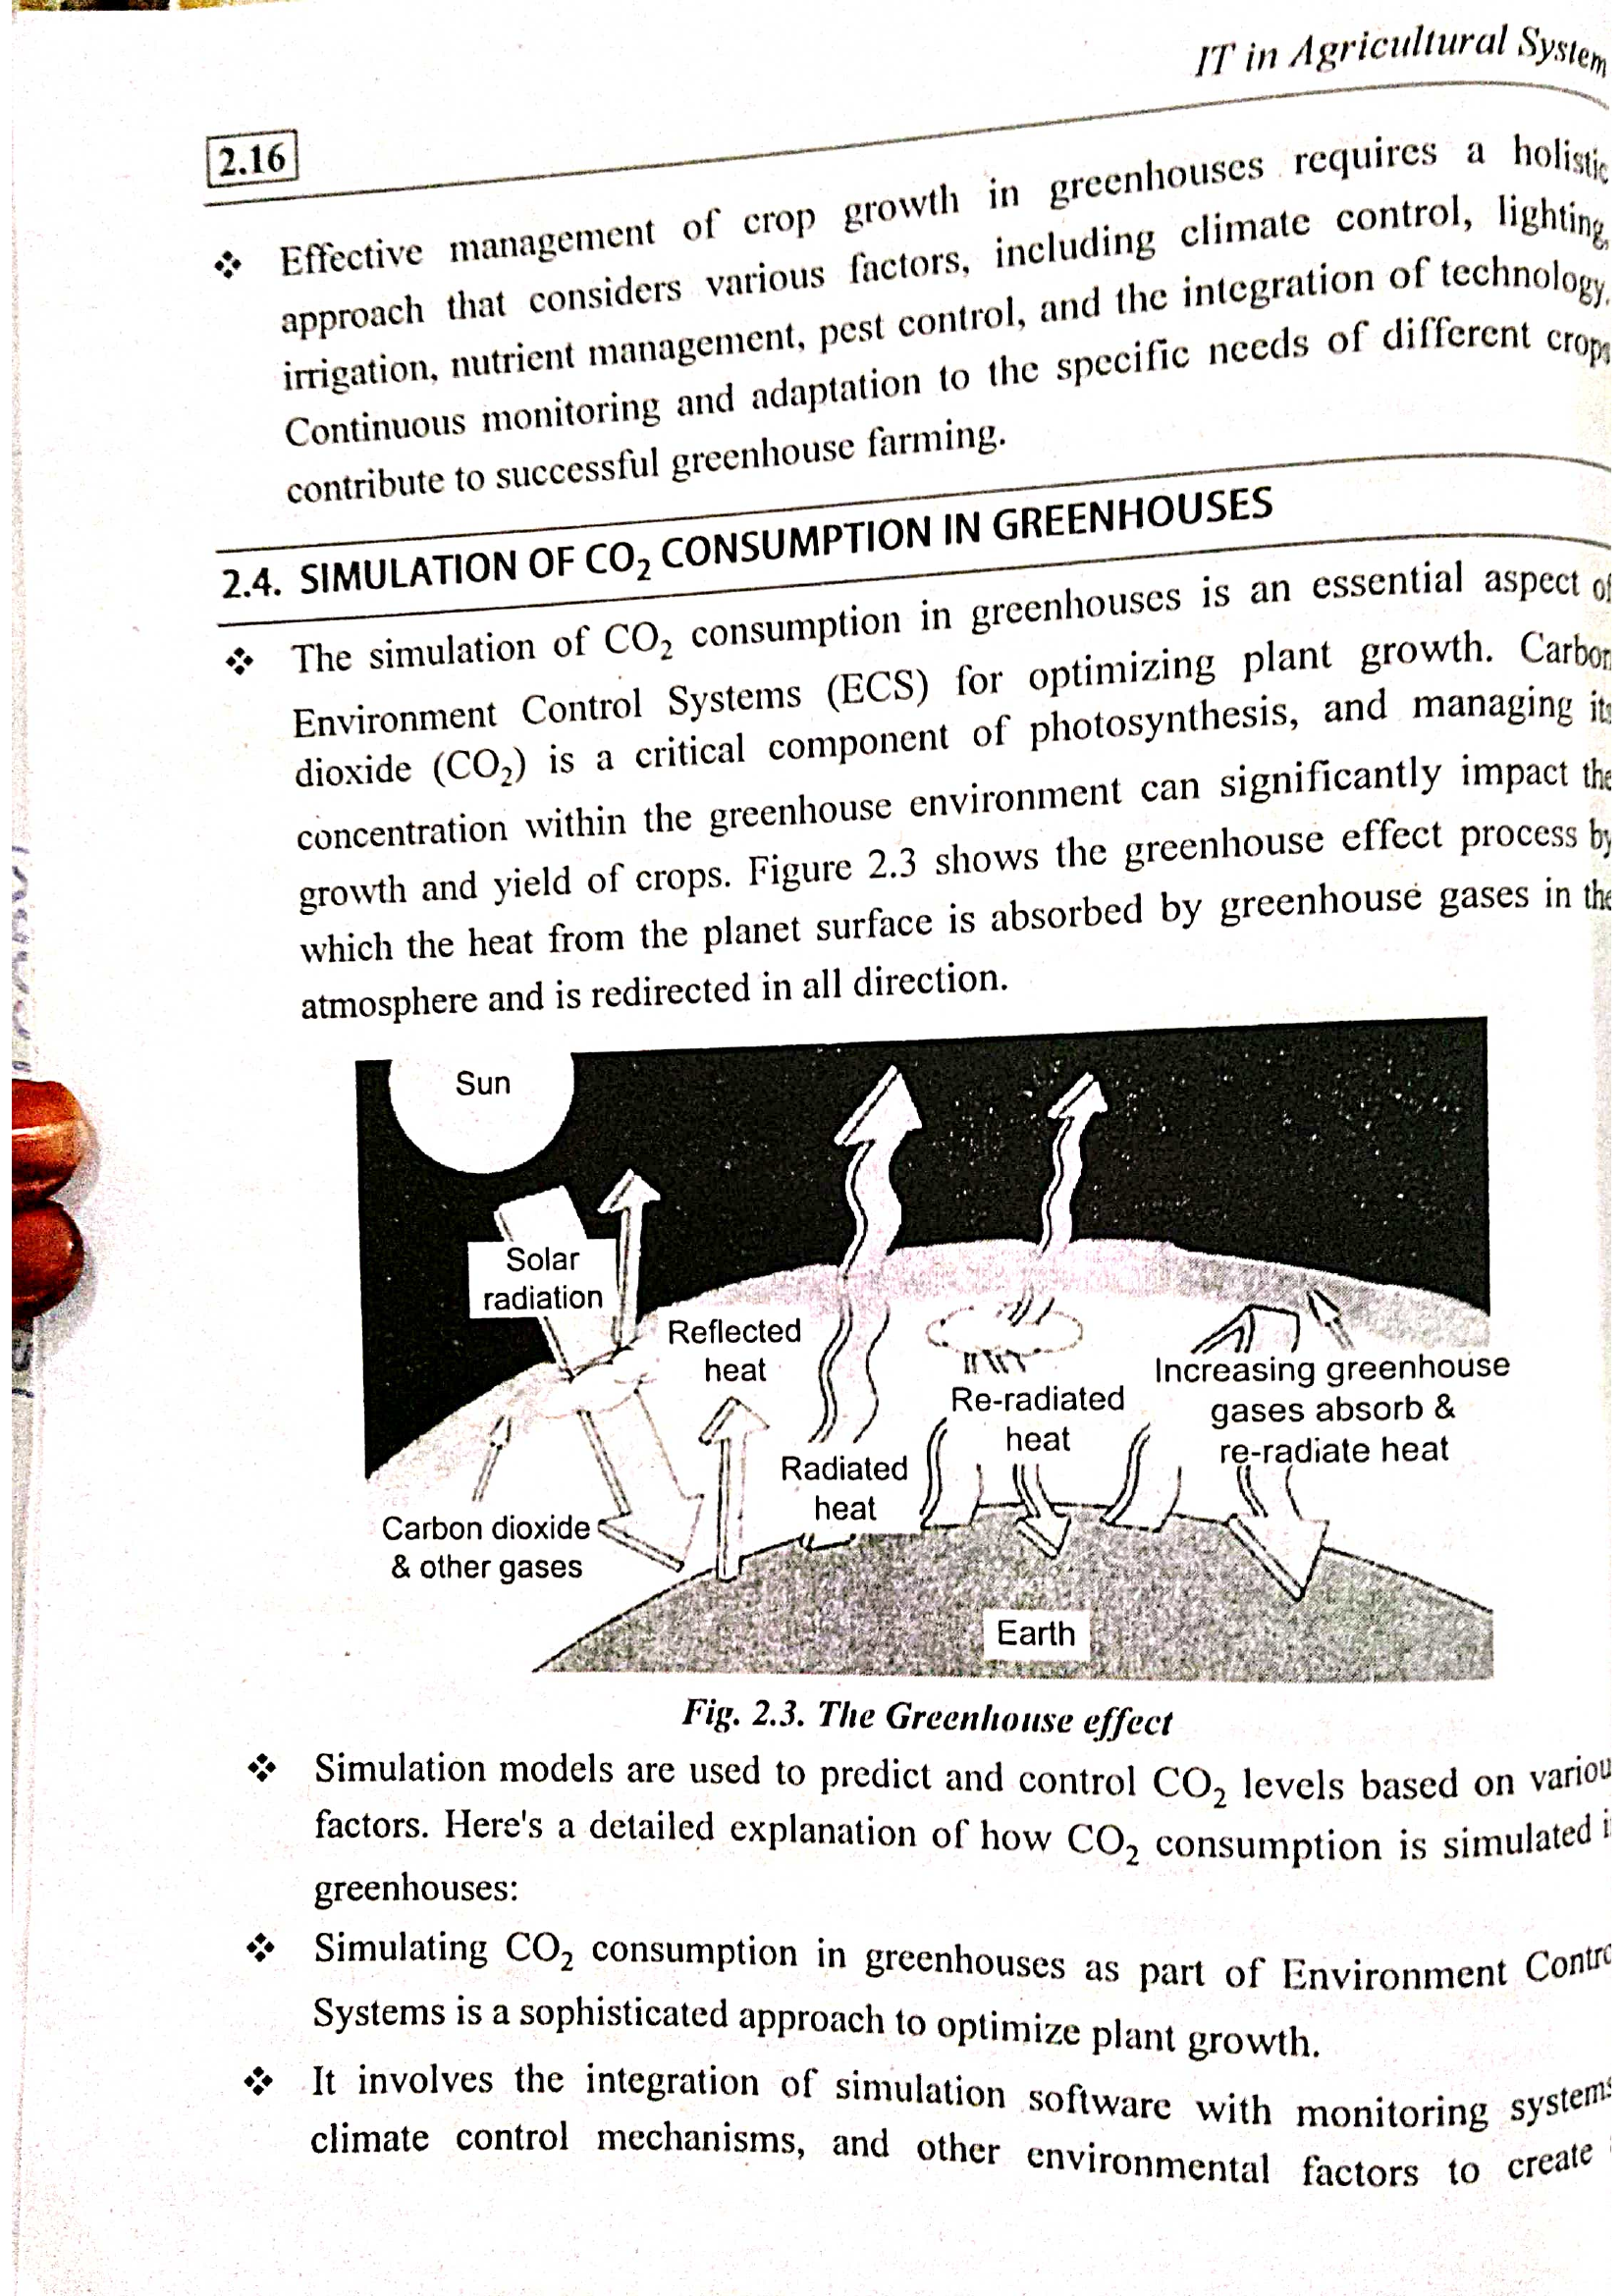 IT in Agricultural System
2.16
❖ Effective management of crop growth in greenhouses requires a holistic
approach that considers various factors, including climate control, lighting,
irrigation, nutrient management, pest control, and the integration of technology.
Continuous monitoring and adaptation to the specific needs of different crops
contribute to successful greenhouse farming.
2.4. SIMULATION OF CO₂ CONSUMPTION IN GREENHOUSES
❖ The simulation of CO₂ consumption in greenhouses is an essential aspect of
Environment Control Systems (ECS) for optimizing plant growth. Carbon
dioxide (CO₂) is a critical component of photosynthesis, and managing its
concentration within the greenhouse environment can significantly impact the
growth and yield of crops. Figure 2.3 shows the greenhouse effect process by
which the heat from the planet surface is absorbed by greenhouse gases in the
atmosphere and is redirected in all direction.
Sun
Solar
radiation
Reflected
heat
Increasing greenhouse
gases absorb &
re-radiate heat
Re-radiated
heat
Radiated
heat
Carbon dioxide
& other gases
Earth
Fig. 2.3. The Greenhouse effect
❖ Simulation models are used to predict and control CO₂ levels based on variou
factors. Here's a detailed explanation of how CO₂ consumption is simulated i
greenhouses:
❖ Simulating CO₂ consumption in greenhouses as part of Environment Contro
Systems is a sophisticated approach to optimize plant growth.
❖ It involves the integration of simulation software with monitoring systems
climate control mechanisms, and other environmental factors to create